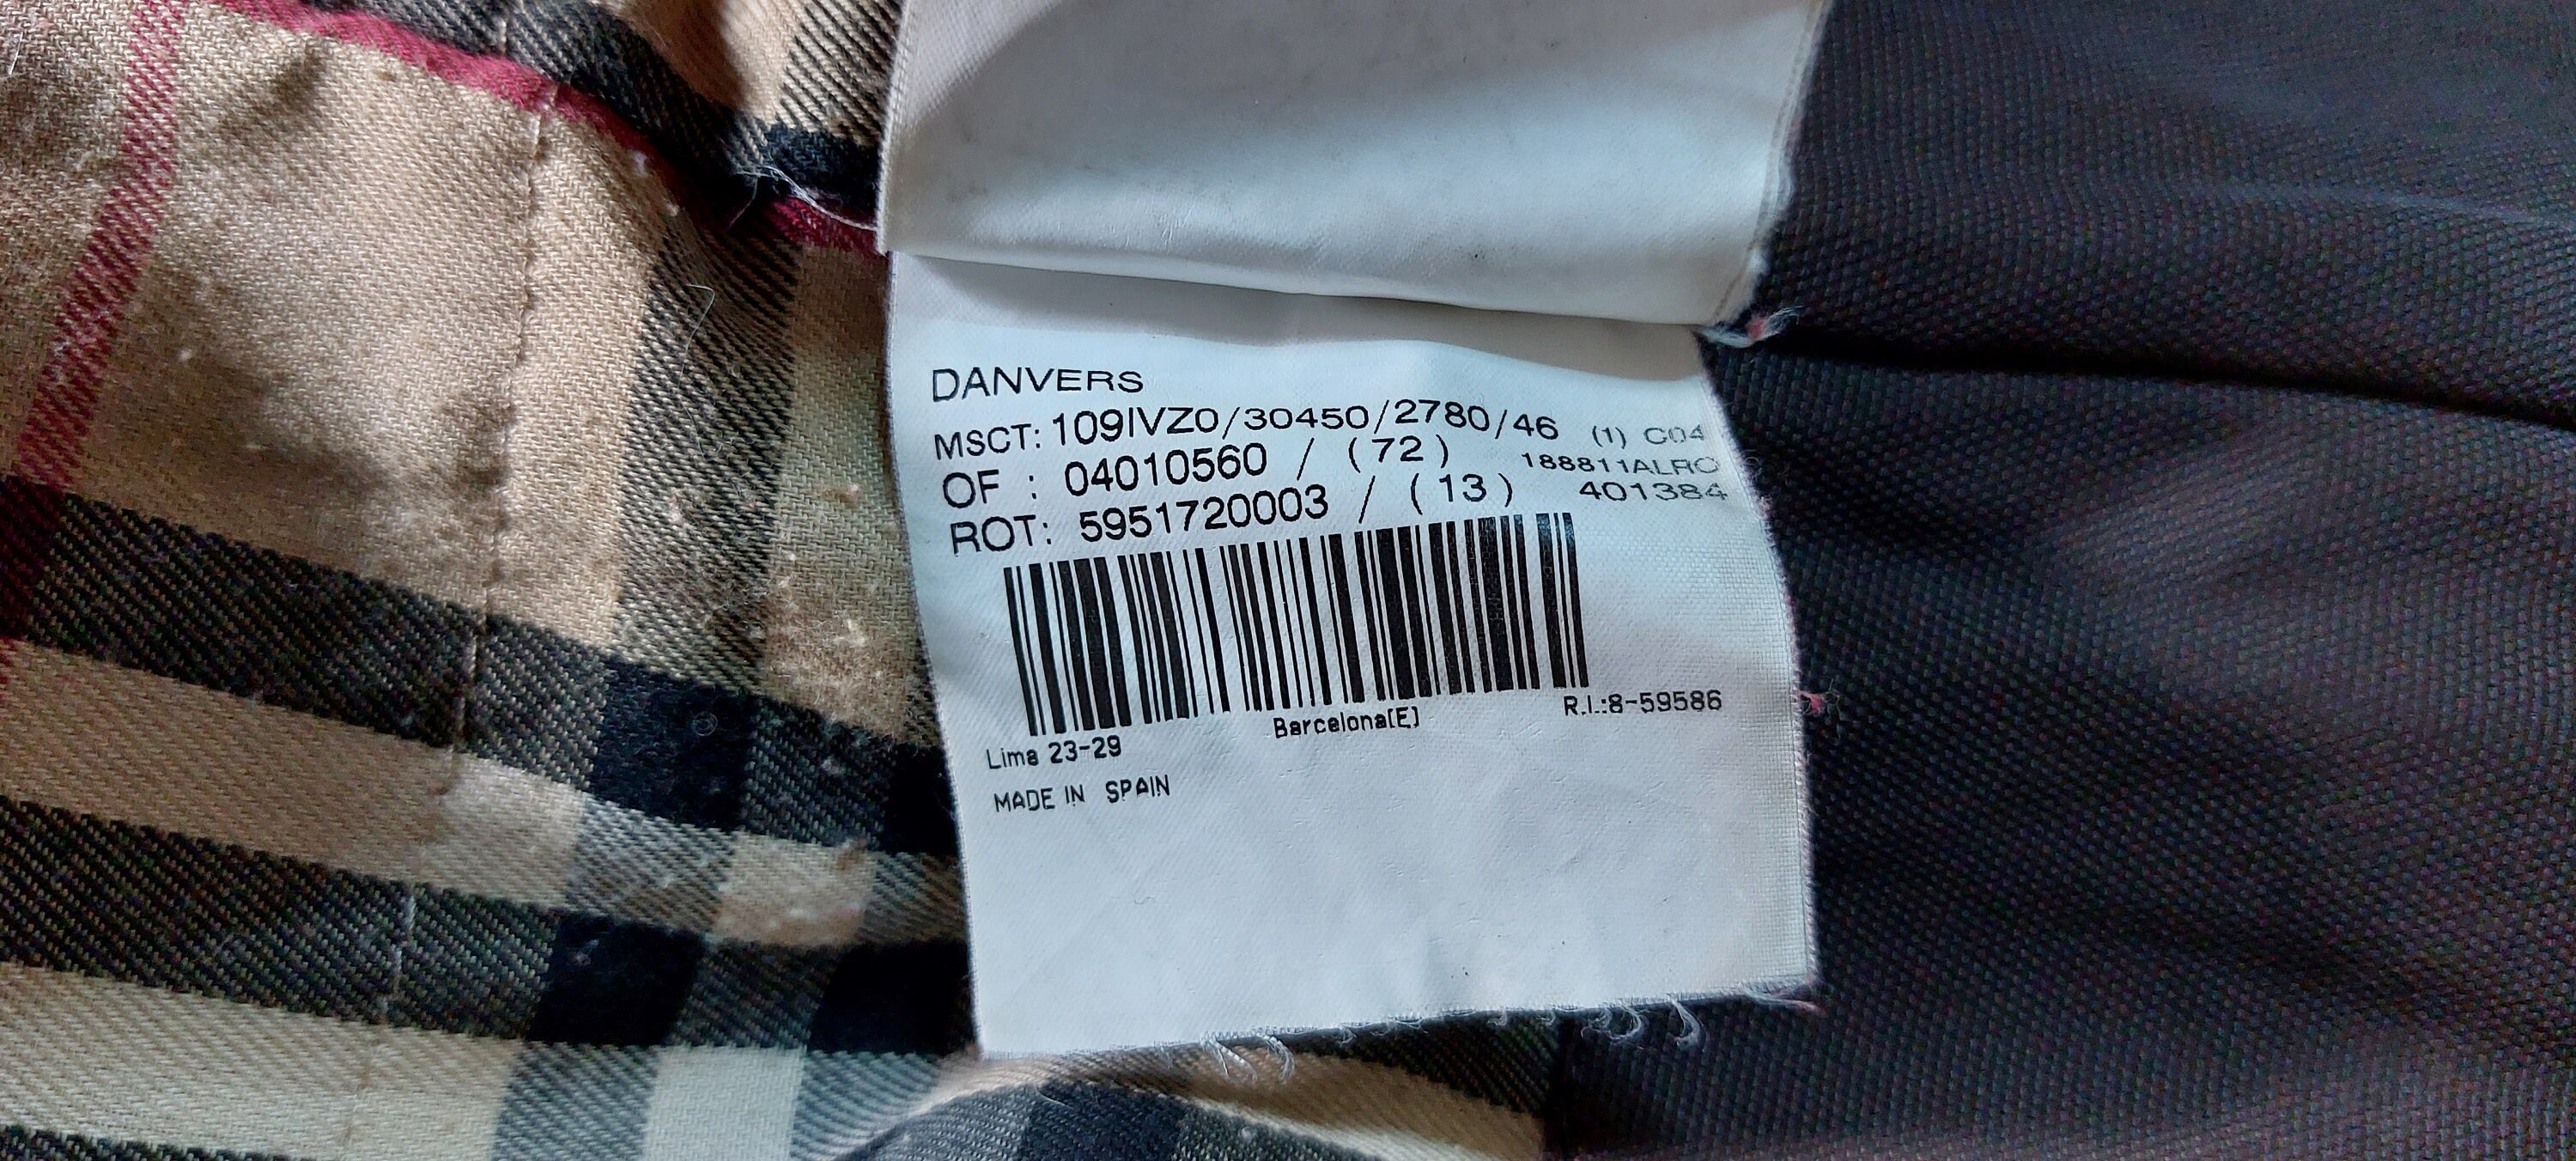 DANVERS
MSCT: 109IVZ0/30450/2780/46 (1) C04
OF : 04010560 / (72) 188811ALRO
ROT: 5951720003 / (13) 401384
Lima 23-29 Barcelona(E) R.I.:8-59586
MADE IN SPAIN